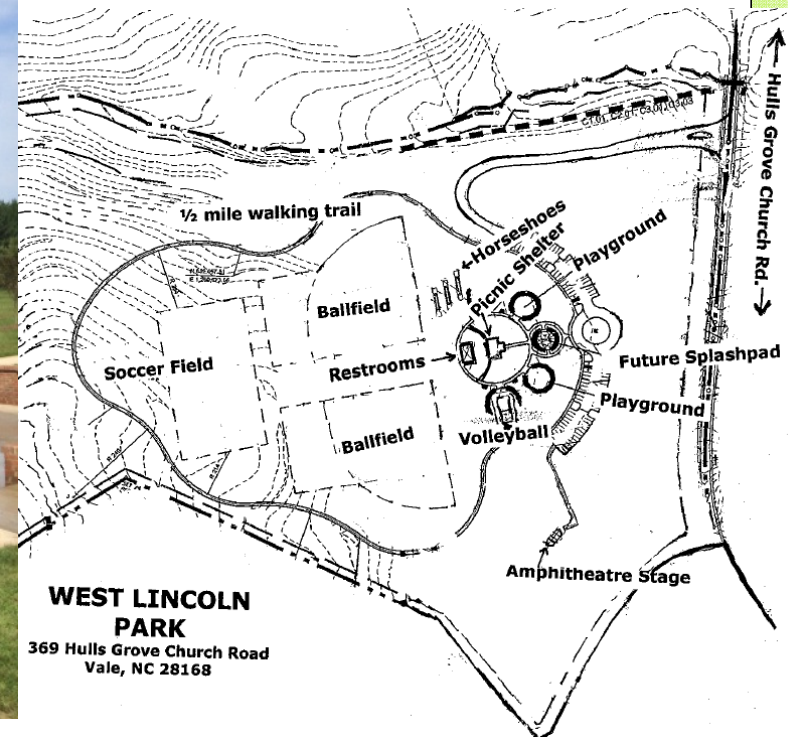 Hulls Grove Church Rd.
½ mile walking trail
Horseshoes
Picnic Shelter
Playground
Ballfield
Soccer Field
Restrooms
Future Splashpad
Playground
Ballfield
Volleyball
Amphitheatre Stage
WEST LINCOLN
PARK
369 Hulls Grove Church Road
Vale, NC 28168